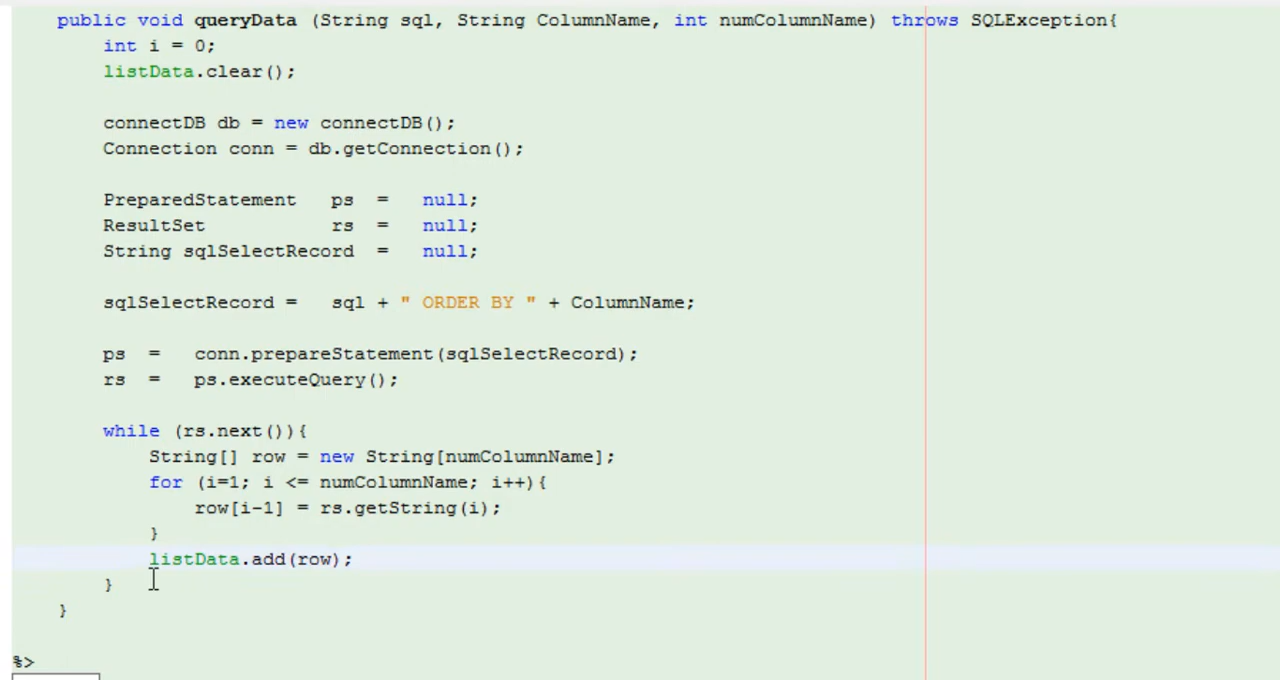 public void queryData (String sql, String ColumnName, int numColumnName) throws SQLException{
int i = 0;
listData.clear();
connectDB db = new connectDB();
Connection conn = db.getConnection();
PreparedStatement ps = null;
ResultSet rs = null;
String sqlSelectRecord = null;
sqlSelectRecord = sql + " ORDER BY " + ColumnName;
ps = conn.prepareStatement(sqlSelectRecord);
rs = ps.executeQuery();
while (rs.next()){
String[] row = new String[numColumnName];
for (i=1; i <= numColumnName; i++){
row[i-1] = rs.getString(i);
}
listData.add(row);
}
}
%>